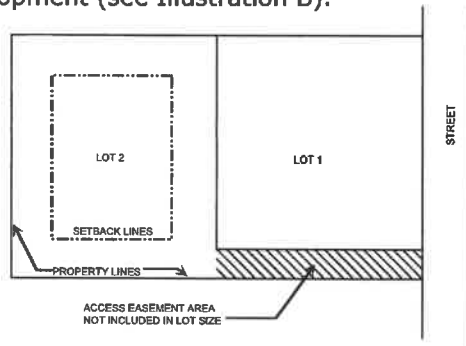 opment (see Illustration B).
STREET
LOT 2
LOT 1
SETBACK LINES
PROPERTY LINES
ACCESS EASEMENT AREA
NOT INCLUDED IN LOT SIZE